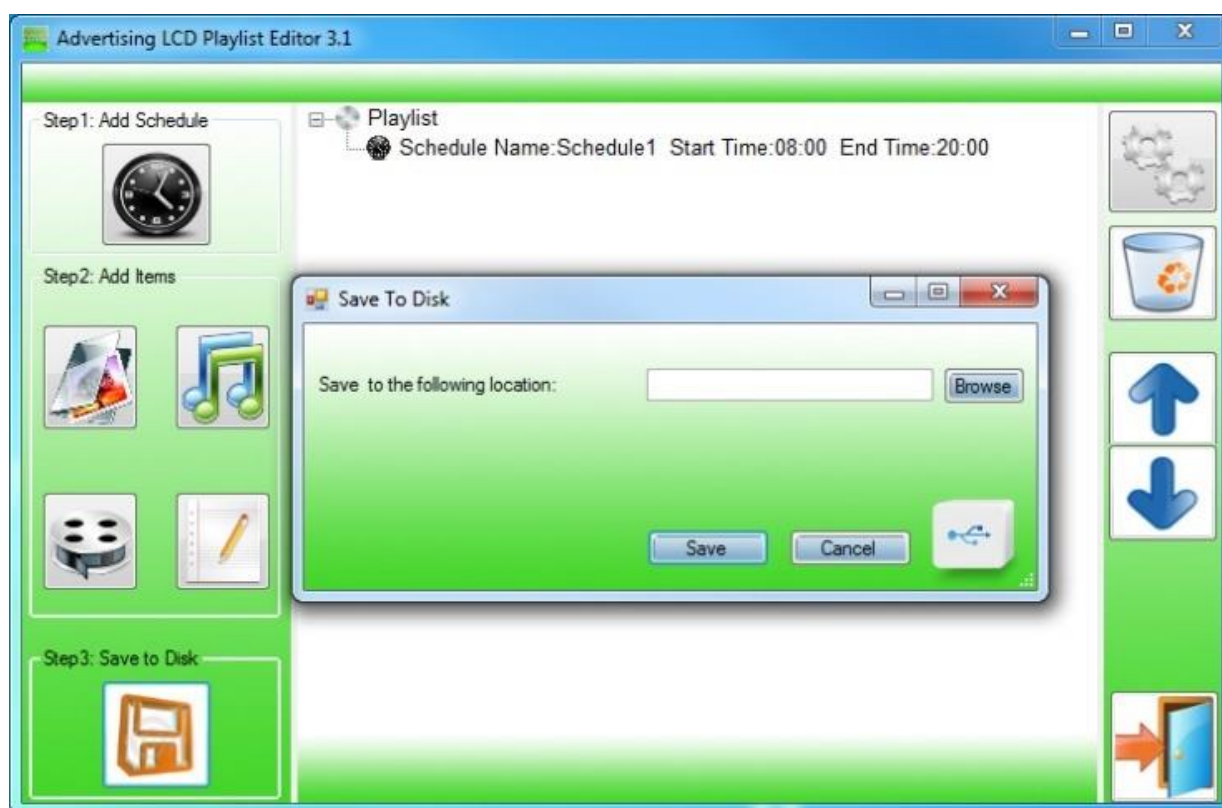 Advertising LCD Playlist Editor 3.1
Step1: Add Schedule
Playlist
Schedule Name:Schedule1 Start Time:08:00 End Time:20:00
Step2: Add Items
Save To Disk
Save to the following location:
Browse
Save
Cancel
Step3: Save to Disk